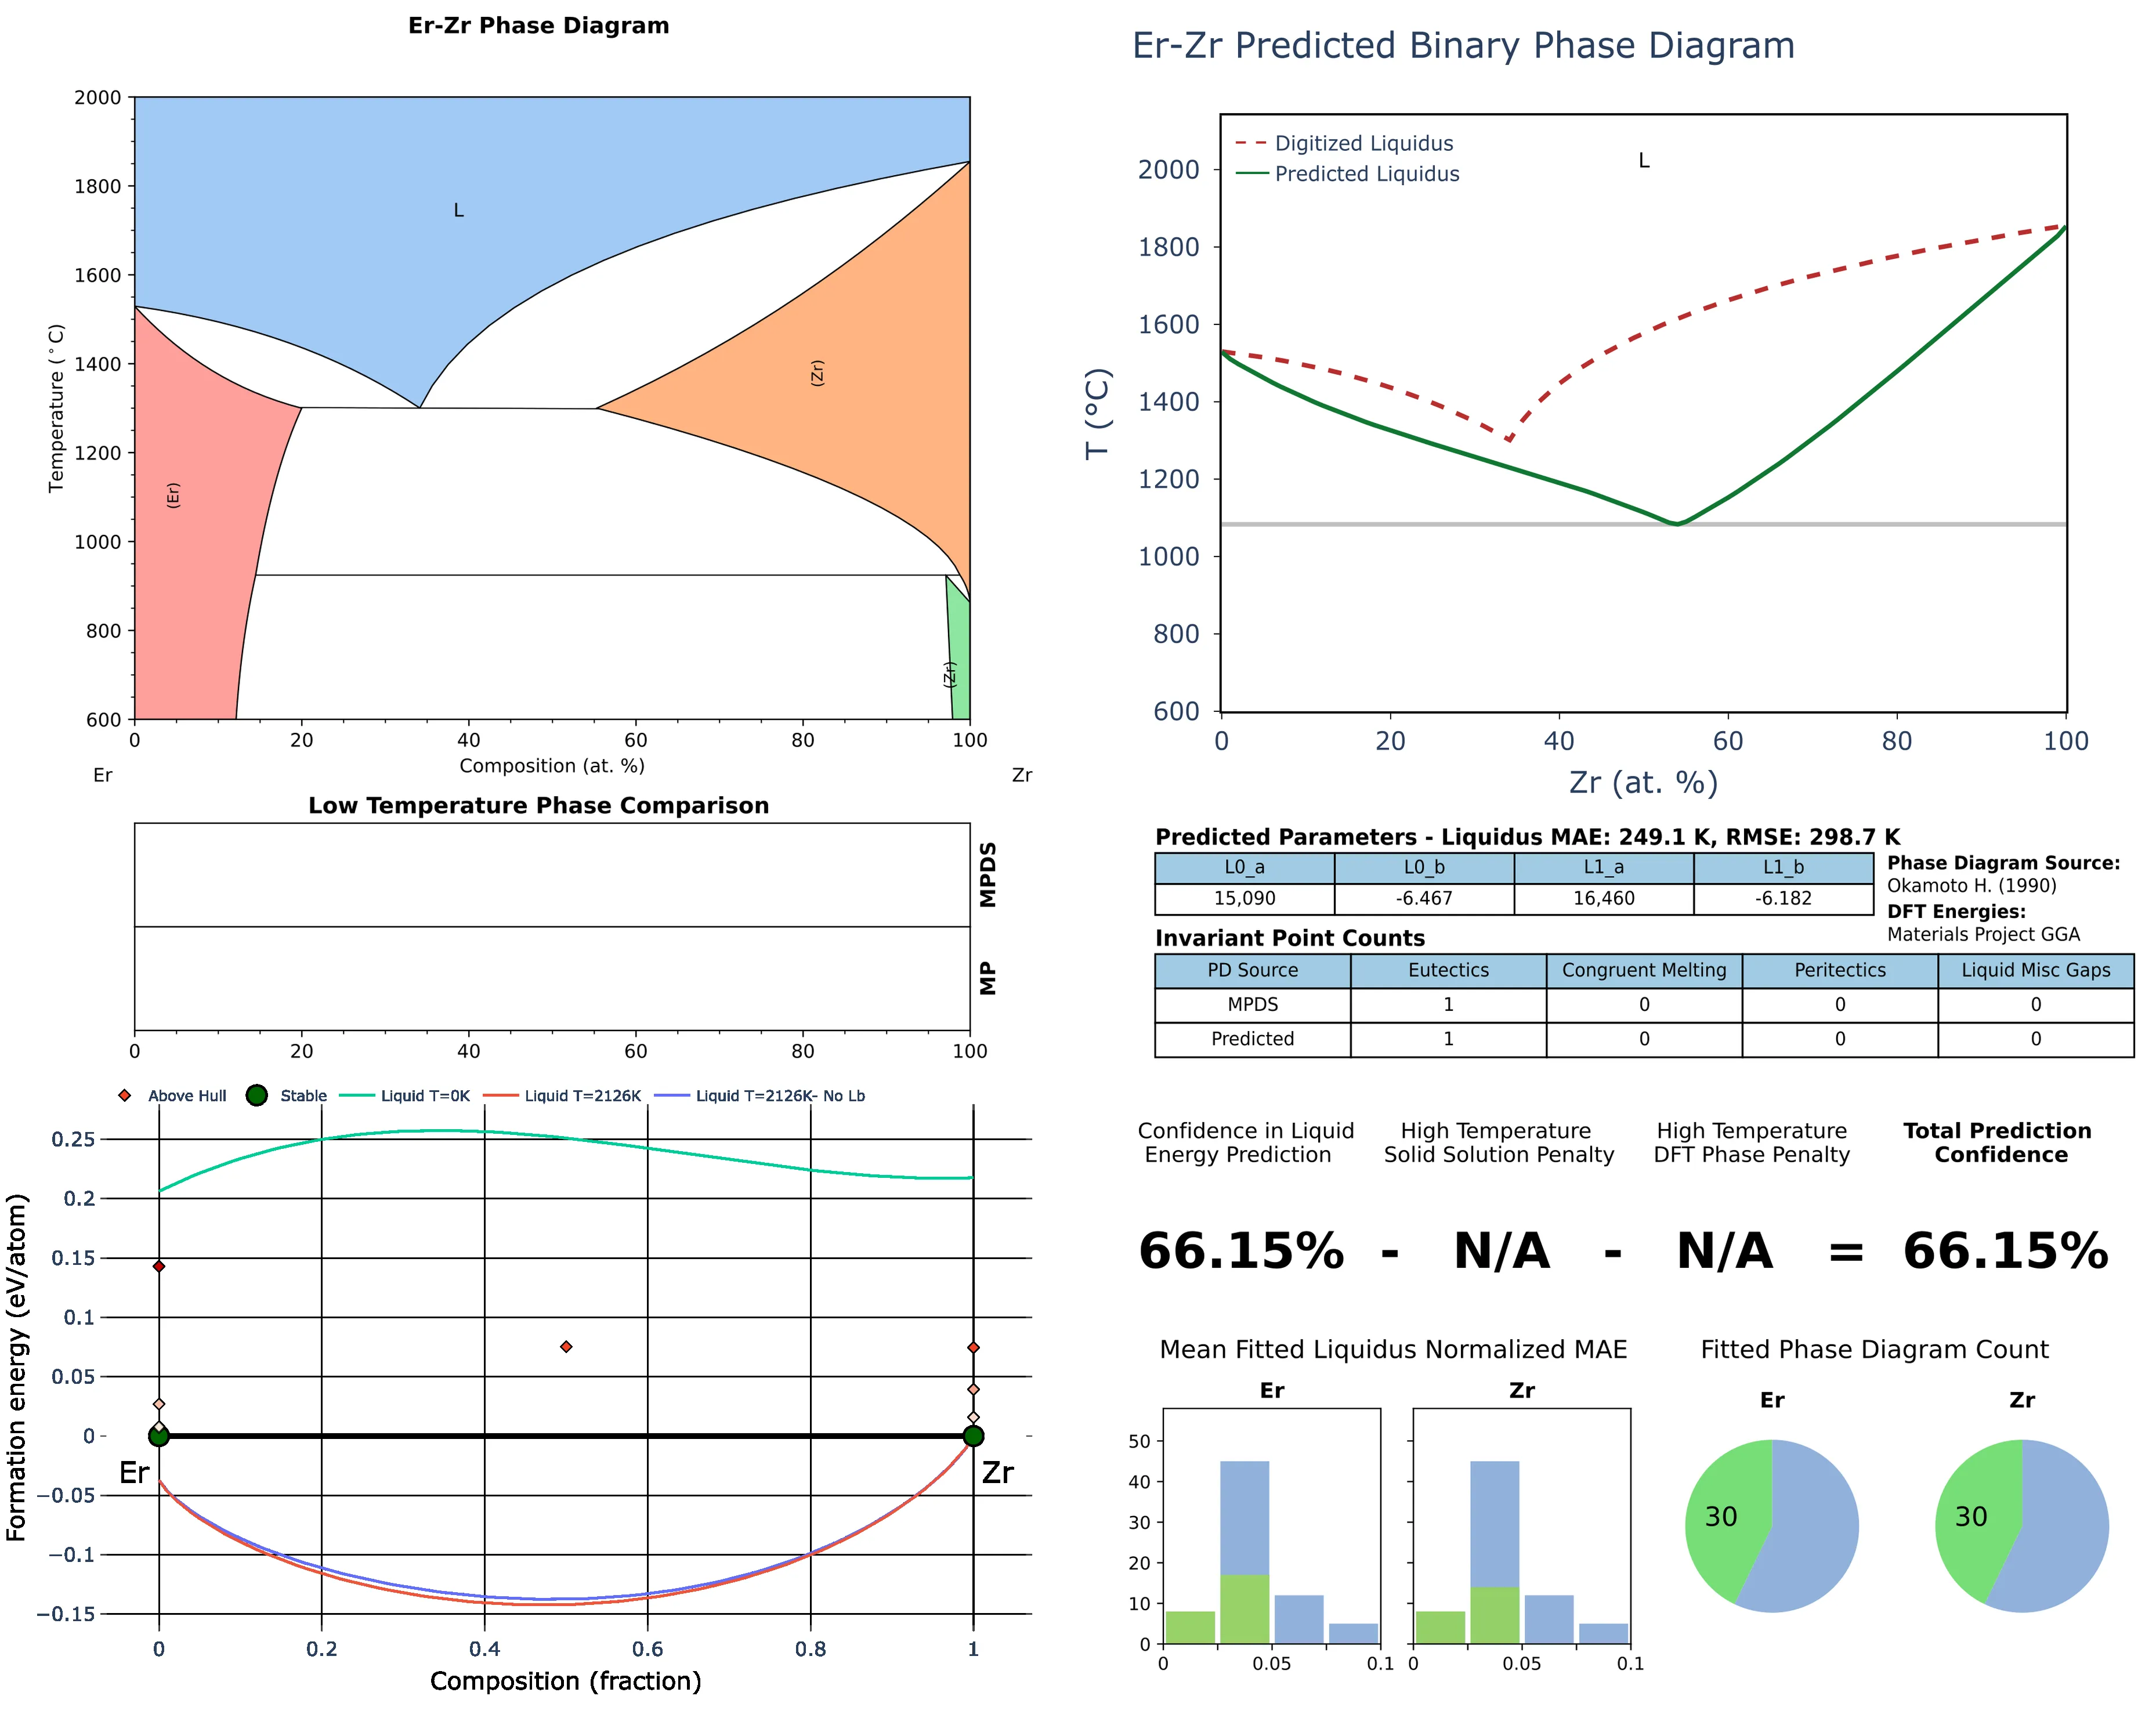 Er-Zr Phase Diagram
2000
1800
1600
1400
1200
1000
800
600
Temperature (°C)
L
(Er)
(Zr)
(Zr)
0 20 40 60 80 100
Composition (at. %)
Er Zr
Er-Zr Predicted Binary Phase Diagram
Digitized Liquidus
Predicted Liquidus
L
2000
1800
1600
1400
1200
1000
800
600
T (°C)
0 20 40 60 80 100
Zr (at. %)
Low Temperature Phase Comparison
MPDS
MP
0 20 40 60 80 100
Predicted Parameters - Liquidus MAE: 249.1 K, RMSE: 298.7 K
L0_a L0_b L1_a L1_b
15,090 -6.467 16,460 -6.182
Phase Diagram Source:
Okamoto H. (1990)
DFT Energies:
Materials Project GGA
Invariant Point Counts
PD Source Eutectics Congruent Melting Peritectics Liquid Misc Gaps
MPDS 1 0 0 0
Predicted 1 0 0 0
Above Hull Stable Liquid T=0K Liquid T=2126K Liquid T=2126K- No Lb
0.25
0.2
0.15
0.1
0.05
0
−0.05
−0.1
−0.15
Formation energy (eV/atom)
Er Zr
0 0.2 0.4 0.6 0.8 1
Composition (fraction)
Confidence in Liquid
Energy Prediction
High Temperature
Solid Solution Penalty
High Temperature
DFT Phase Penalty
Total Prediction
Confidence
66.15% - N/A - N/A = 66.15%
Mean Fitted Liquidus Normalized MAE
Er Zr
50
40
30
20
10
0
0 0.05 0.1 0 0.05 0.1
Fitted Phase Diagram Count
Er Zr
30 30